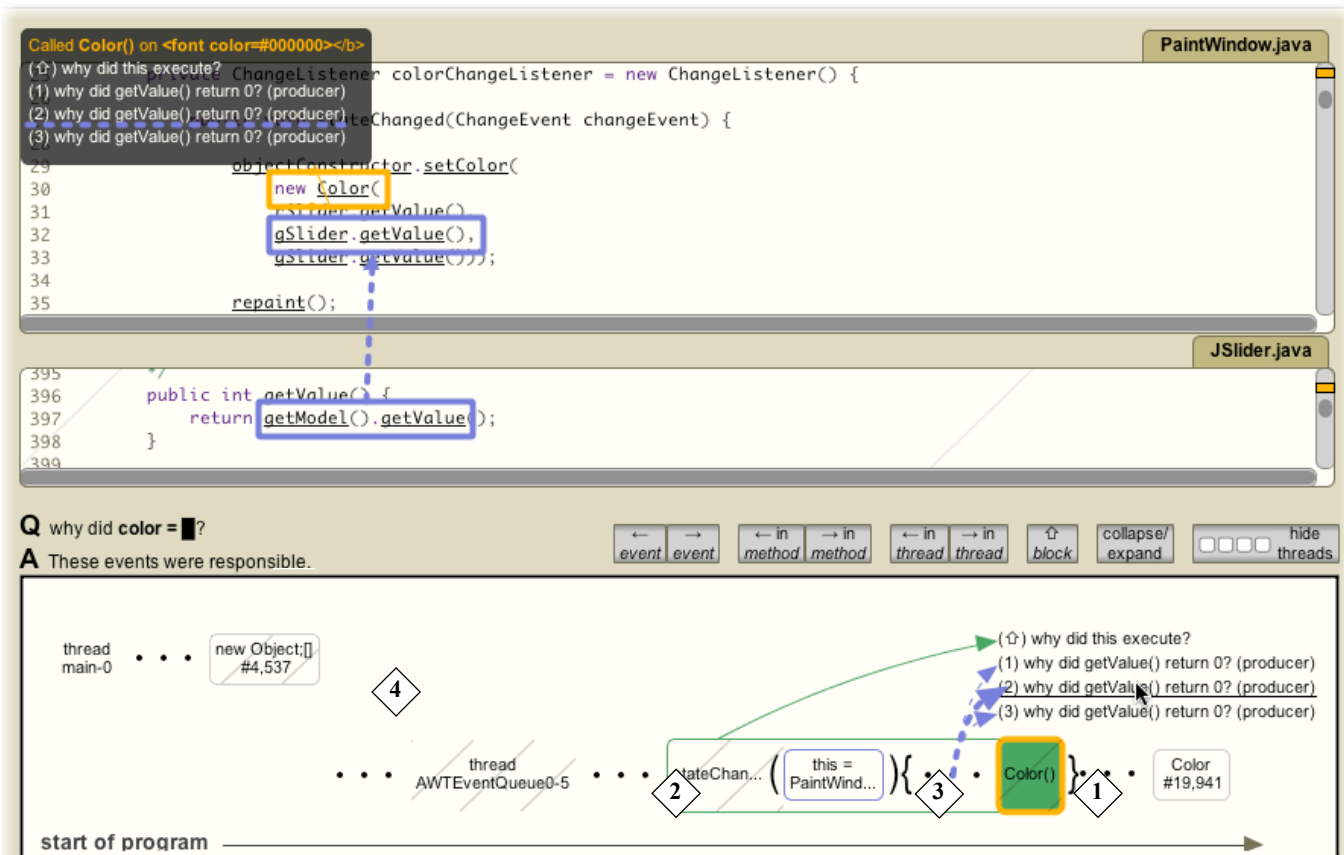 Called Color() on <font color=#000000></b>
(⇧) why did this execute?
(1) why did getValue() return 0? (producer)
(2) why did getValue() return 0? (producer)
(3) why did getValue() return 0? (producer)
PaintWindow.java
ChangeListener colorChangeListener = new ChangeListener() {
teChanged(ChangeEvent changeEvent) {
29 objectConstructor.setColor(
30 new Color(
31 rSlider.getValue(),
32 gSlider.getValue(),
33 gSlider.getValue()));
34
35 repaint();
JSlider.java
395 */
396 public int getValue() {
397 return getModel().getValue();
398 }
399
Q why did color = █?
A These events were responsible.
← event
→ event
← in method
→ in method
← in thread
→ in thread
⇧ block
collapse/ expand
hide threads
thread main-0
new Object;[] #4,537
4
(⇧) why did this execute?
(1) why did getValue() return 0? (producer)
(2) why did getValue() return 0? (producer)
(3) why did getValue() return 0? (producer)
thread AWTEventQueue0-5
tateChan...
(
this = PaintWind...
){
Color()
}
Color #19,941
2
3
1
start of program